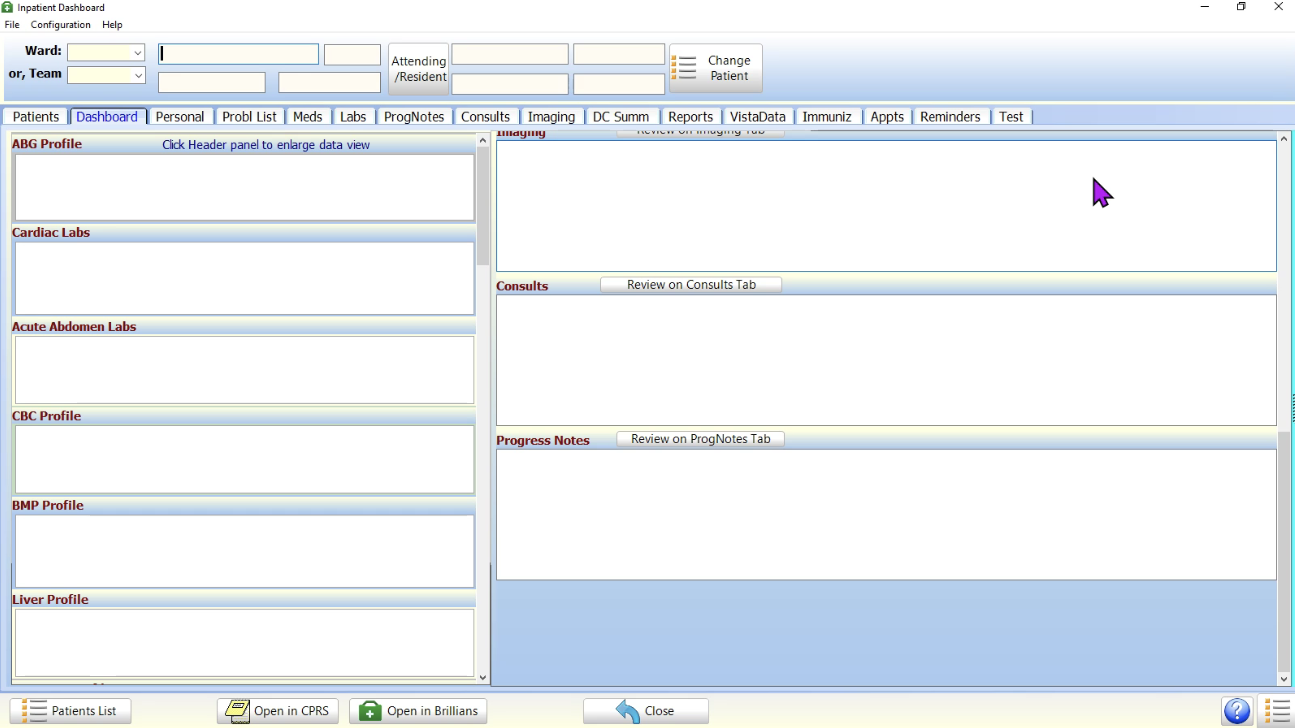 Inpatient Dashboard
File Configuration Help
Ward:
or, Team
Attending
/Resident
Change
Patient
Patients Dashboard Personal Probl List Meds Labs ProgNotes Consults Imaging DC Summ Reports VistaData Immuniz Appts Reminders Test
ABG Profile Click Header panel to enlarge data view
Cardiac Labs
Acute Abdomen Labs
CBC Profile
BMP Profile
Liver Profile
Imaging Review on Imaging Tab
Consults Review on Consults Tab
Progress Notes Review on ProgNotes Tab
Patients List Open in CPRS Open in Brillians Close